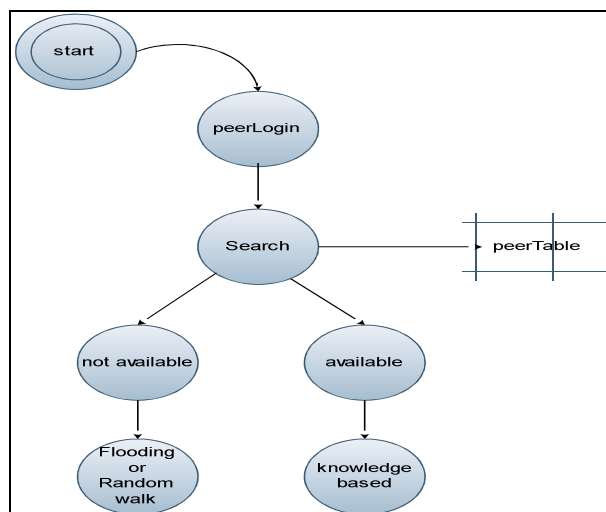 start
peerLogin
Search
peerTable
not available
available
Flooding
or
Random
walk
knowledge
based